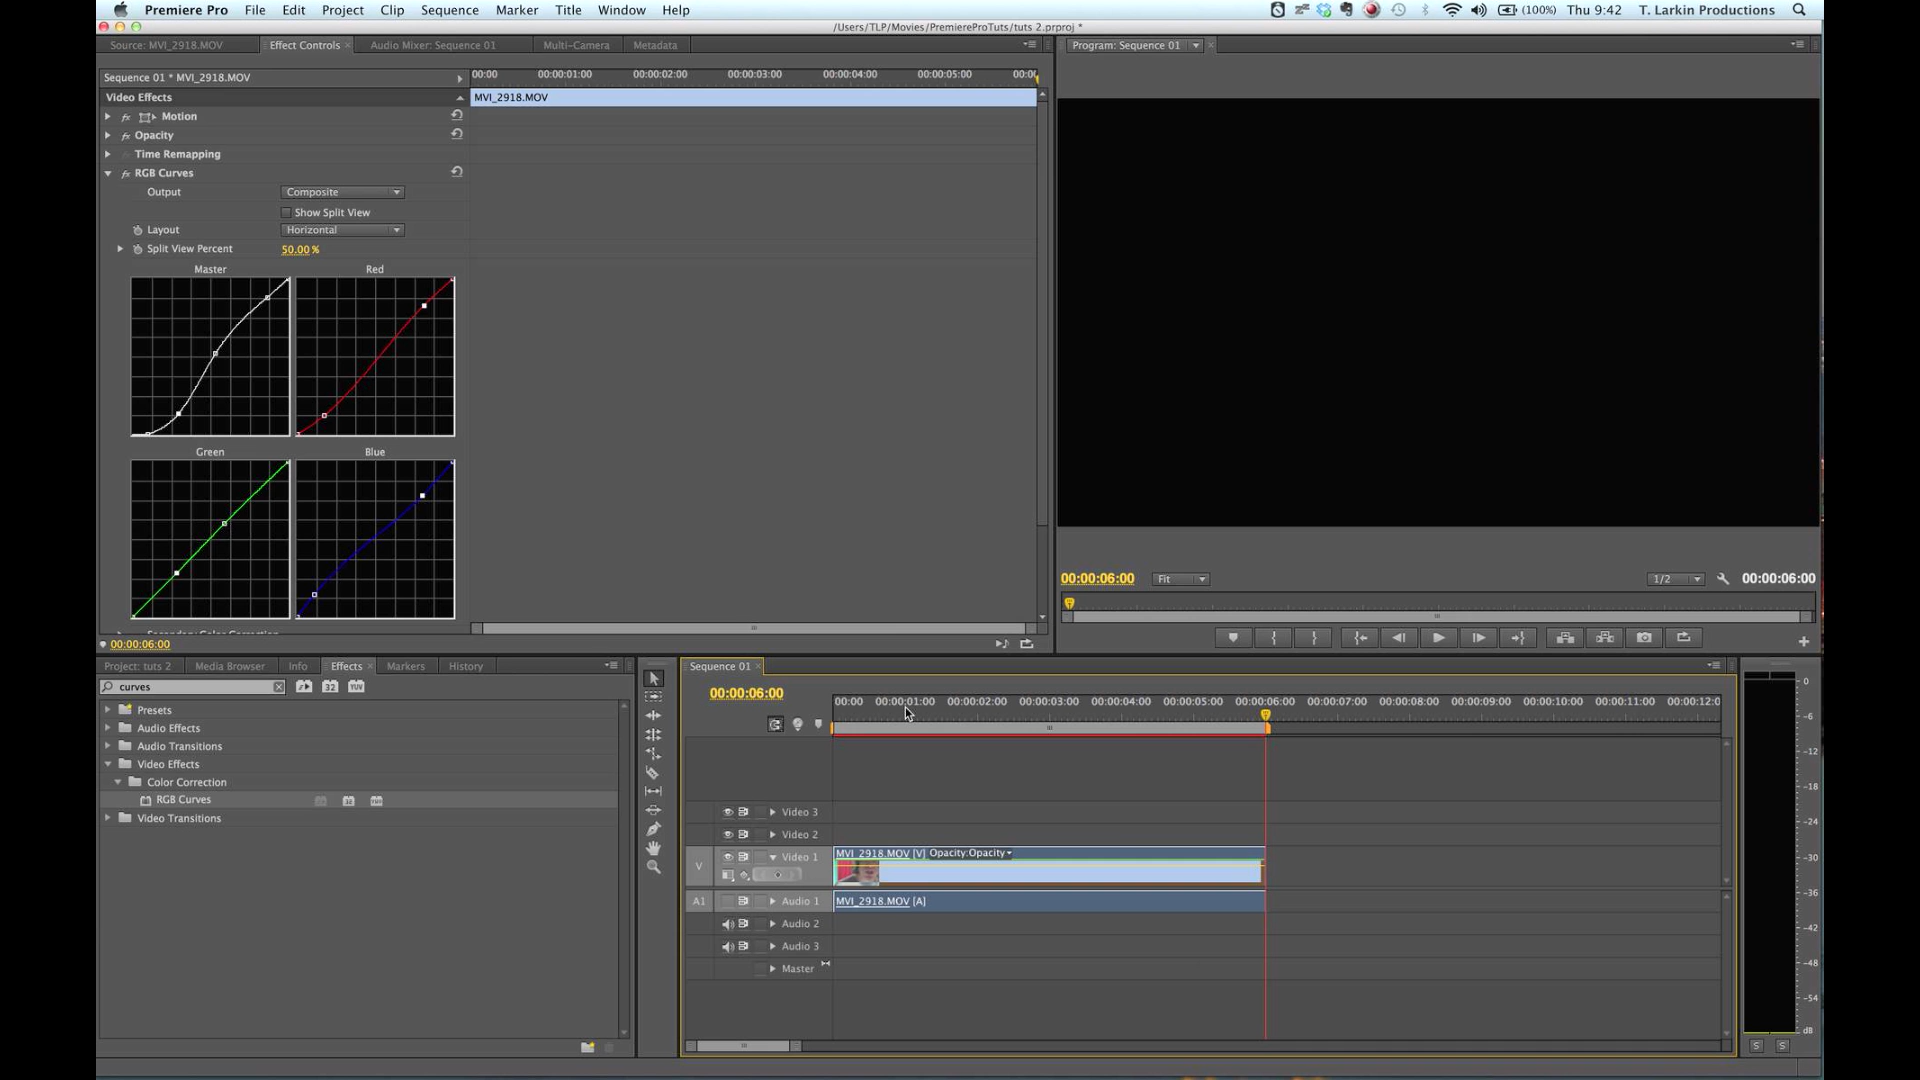 Premiere Pro File Edit Project Clip Sequence Marker Title Window Help (100%) Thu 9:42 T. Larkin Productions
/Users/TLP/Movies/PremiereProTuts/tuts 2.prproj *
Source: MVI_2918.MOV Effect Controls × Audio Mixer: Sequence 01 Multi-Camera Metadata
Program: Sequence 01
Sequence 01 * MVI_2918.MOV
00:00 00:00:01:00 00:00:02:00 00:00:03:00 00:00:04:00 00:00:05:00 00:00
Video Effects
MVI_2918.MOV
fx Motion
fx Opacity
Time Remapping
fx RGB Curves
Output Composite
Show Split View
Layout Horizontal
Split View Percent 50.00 %
Master Red
Green Blue
Secondary Color Correction
00:00:06:00
00:00:06:00 Fit 1/2 00:00:06:00
Project: tuts 2 Media Browser Info Effects × Markers History
curves 32 YUV
Presets
Audio Effects
Audio Transitions
Video Effects
Color Correction
RGB Curves
Video Transitions
Sequence 01 ×
00:00:06:00
00:00 00:00:01:00 00:00:02:00 00:00:03:00 00:00:04:00 00:00:05:00 00:00:06:00 00:00:07:00 00:00:08:00 00:00:09:00 00:00:10:00 00:00:11:00 00:00:12:0
Video 3
Video 2
V Video 1 MVI_2918.MOV [V] Opacity:Opacity
A1 Audio 1 MVI_2918.MOV [A]
Audio 2
Audio 3
Master
0
-6
-12
-18
-24
-30
-36
-42
-48
-54
dB
S S